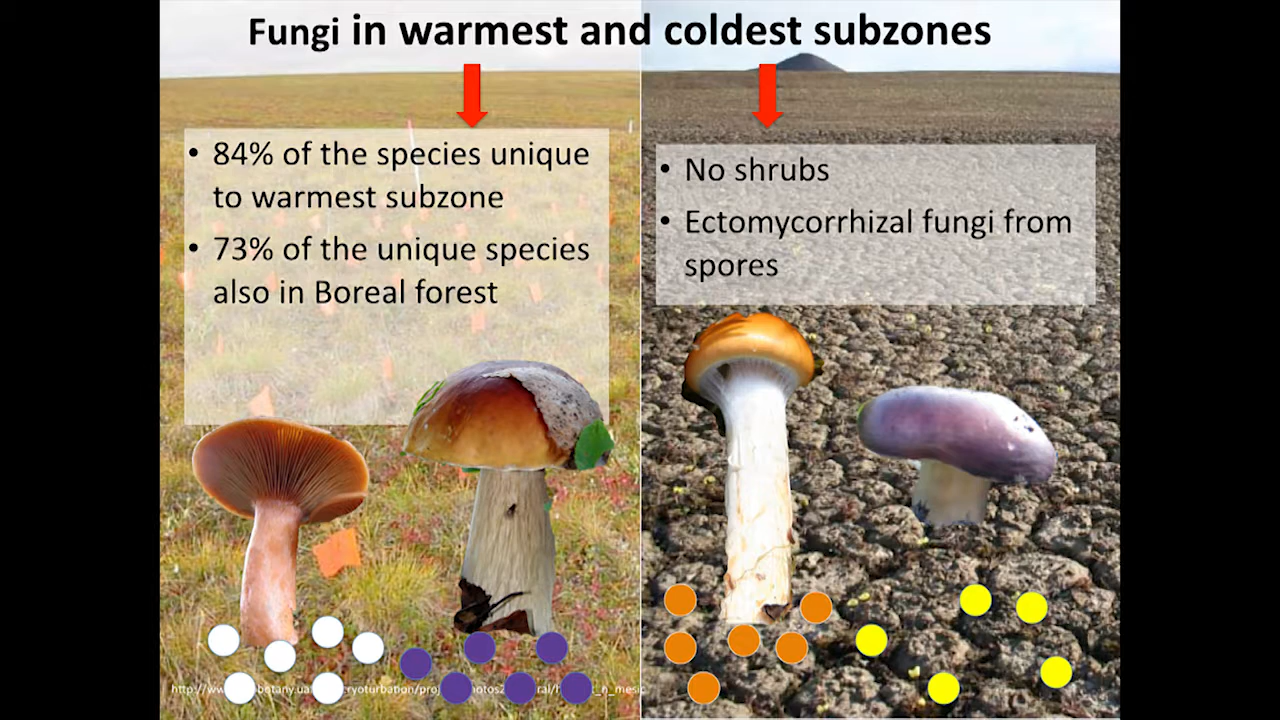 Fungi in warmest and coldest subzones
• 84% of the species unique
to warmest subzone
• 73% of the unique species
also in Boreal forest
• No shrubs
• Ectomycorrhizal fungi from
spores